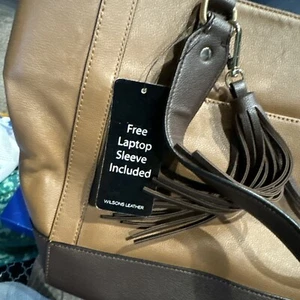 Free
Laptop
Sleeve
Included
WILSONS LEATHER